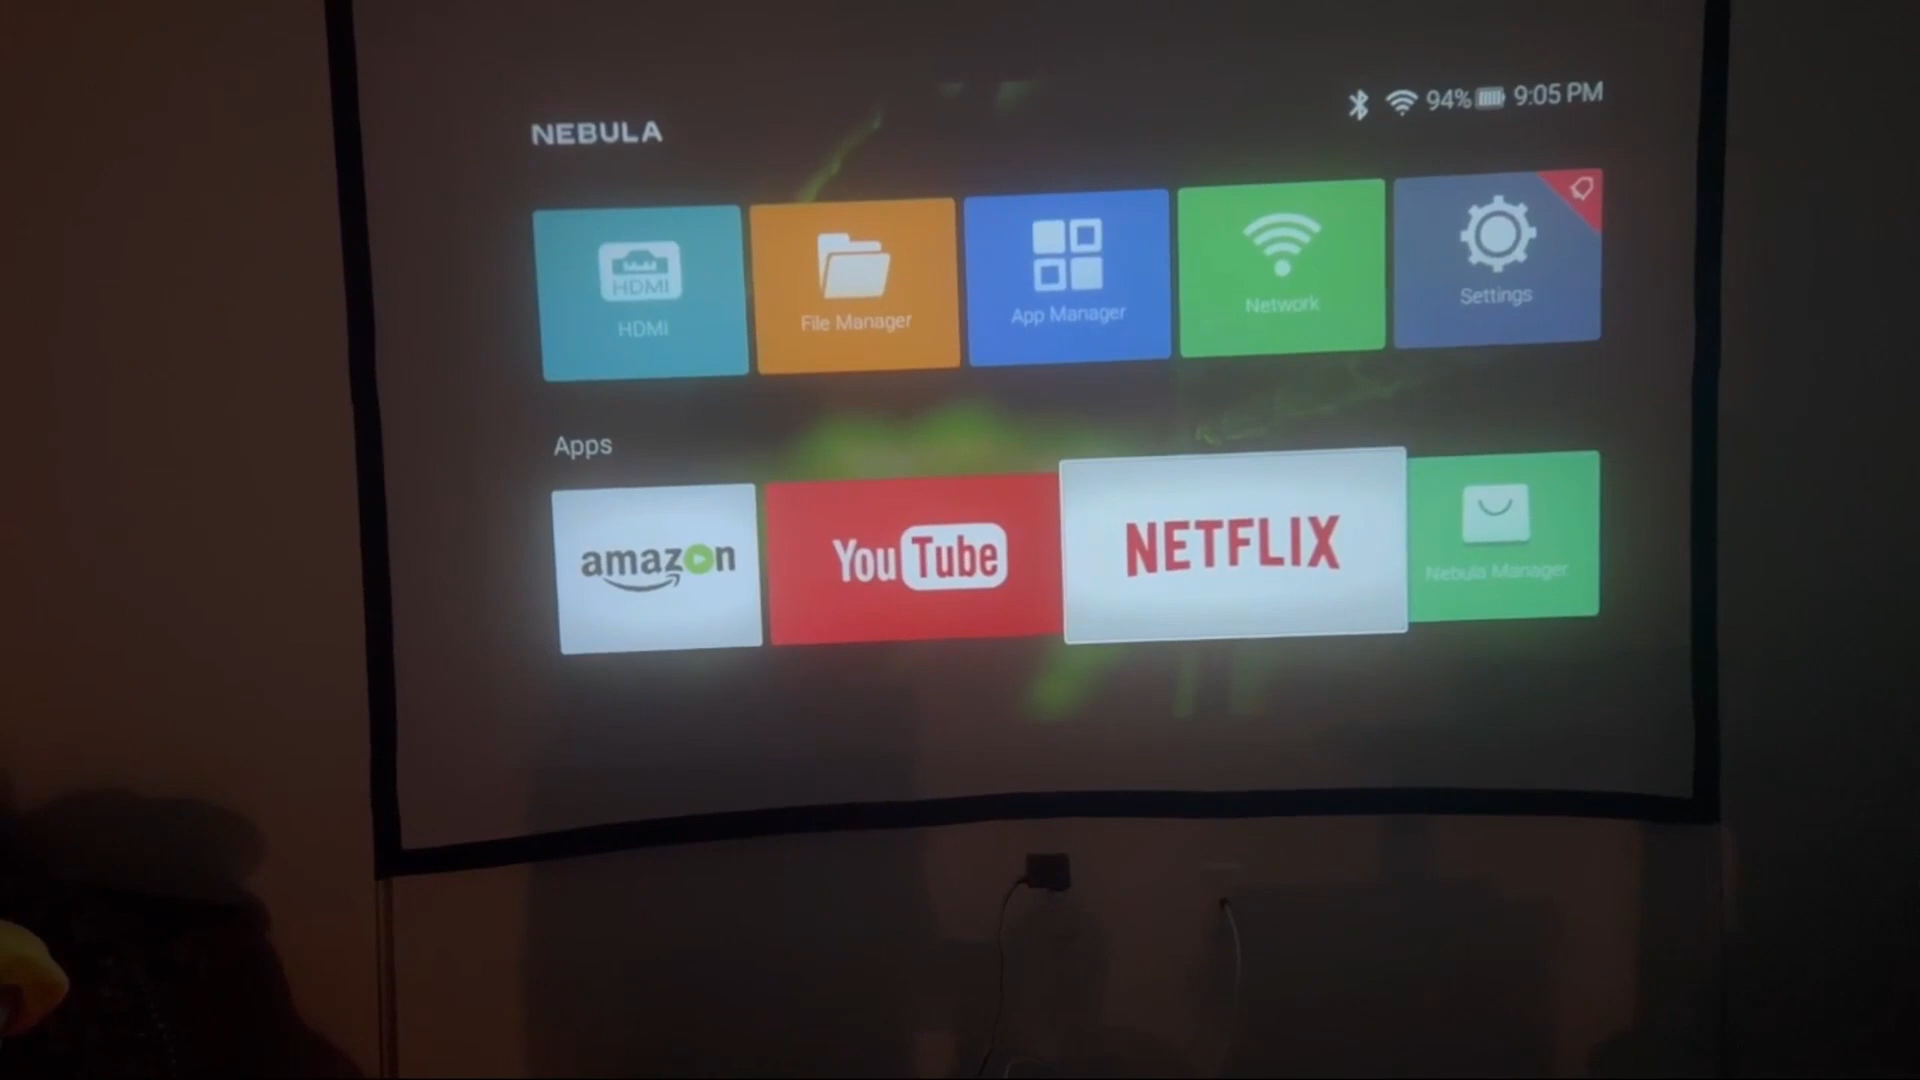 94% 9:05 PM
NEBULA
HDMI
HDMI
File Manager
App Manager
Network
Settings
Apps
amazon
YouTube
NETFLIX
Nebula Manager